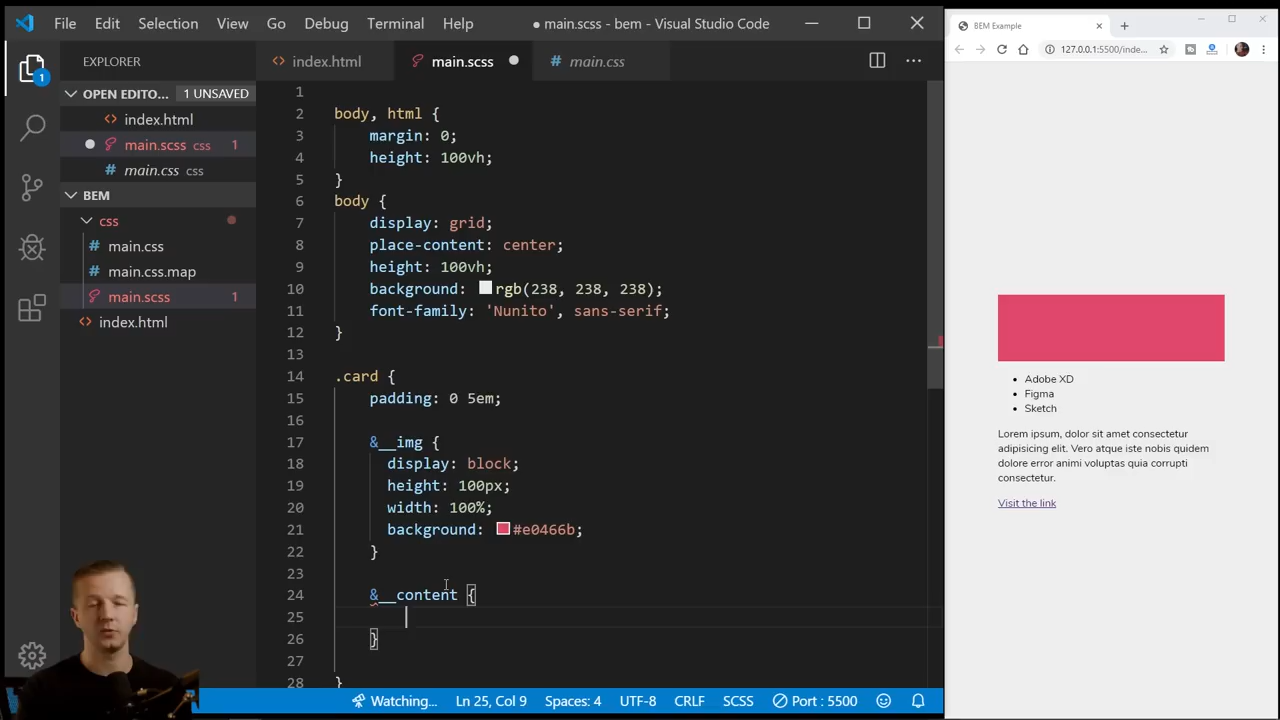 File Edit Selection View Go Debug Terminal Help ● main.scss - bem - Visual Studio Code
BEM Example
EXPLORER
index.html
main.scss
main.css
127.0.0.1:5500/inde...
OPEN EDITO... 1 UNSAVED
index.html
main.scss css 1
main.css css
BEM
css
main.css
main.css.map
main.scss 1
index.html
1
1
2 body, html {
3 margin: 0;
4 height: 100vh;
5 }
6 body {
7 display: grid;
8 place-content: center;
9 height: 100vh;
10 background: rgb(238, 238, 238);
11 font-family: 'Nunito', sans-serif;
12 }
13
14 .card {
15 padding: 0 5em;
16
17 &__img {
18 display: block;
19 height: 100px;
20 width: 100%;
21 background: #e0466b;
22 }
23
24 &__content {
25
26 }
27
28 }
Watching... Ln 25, Col 9 Spaces: 4 UTF-8 CRLF SCSS Port : 5500
• Adobe XD
• Figma
• Sketch
Lorem ipsum, dolor sit amet consectetur
adipisicing elit. Vero atque iste nobis quidem
dolore error animi voluptas quia corrupti
consectetur.
Visit the link